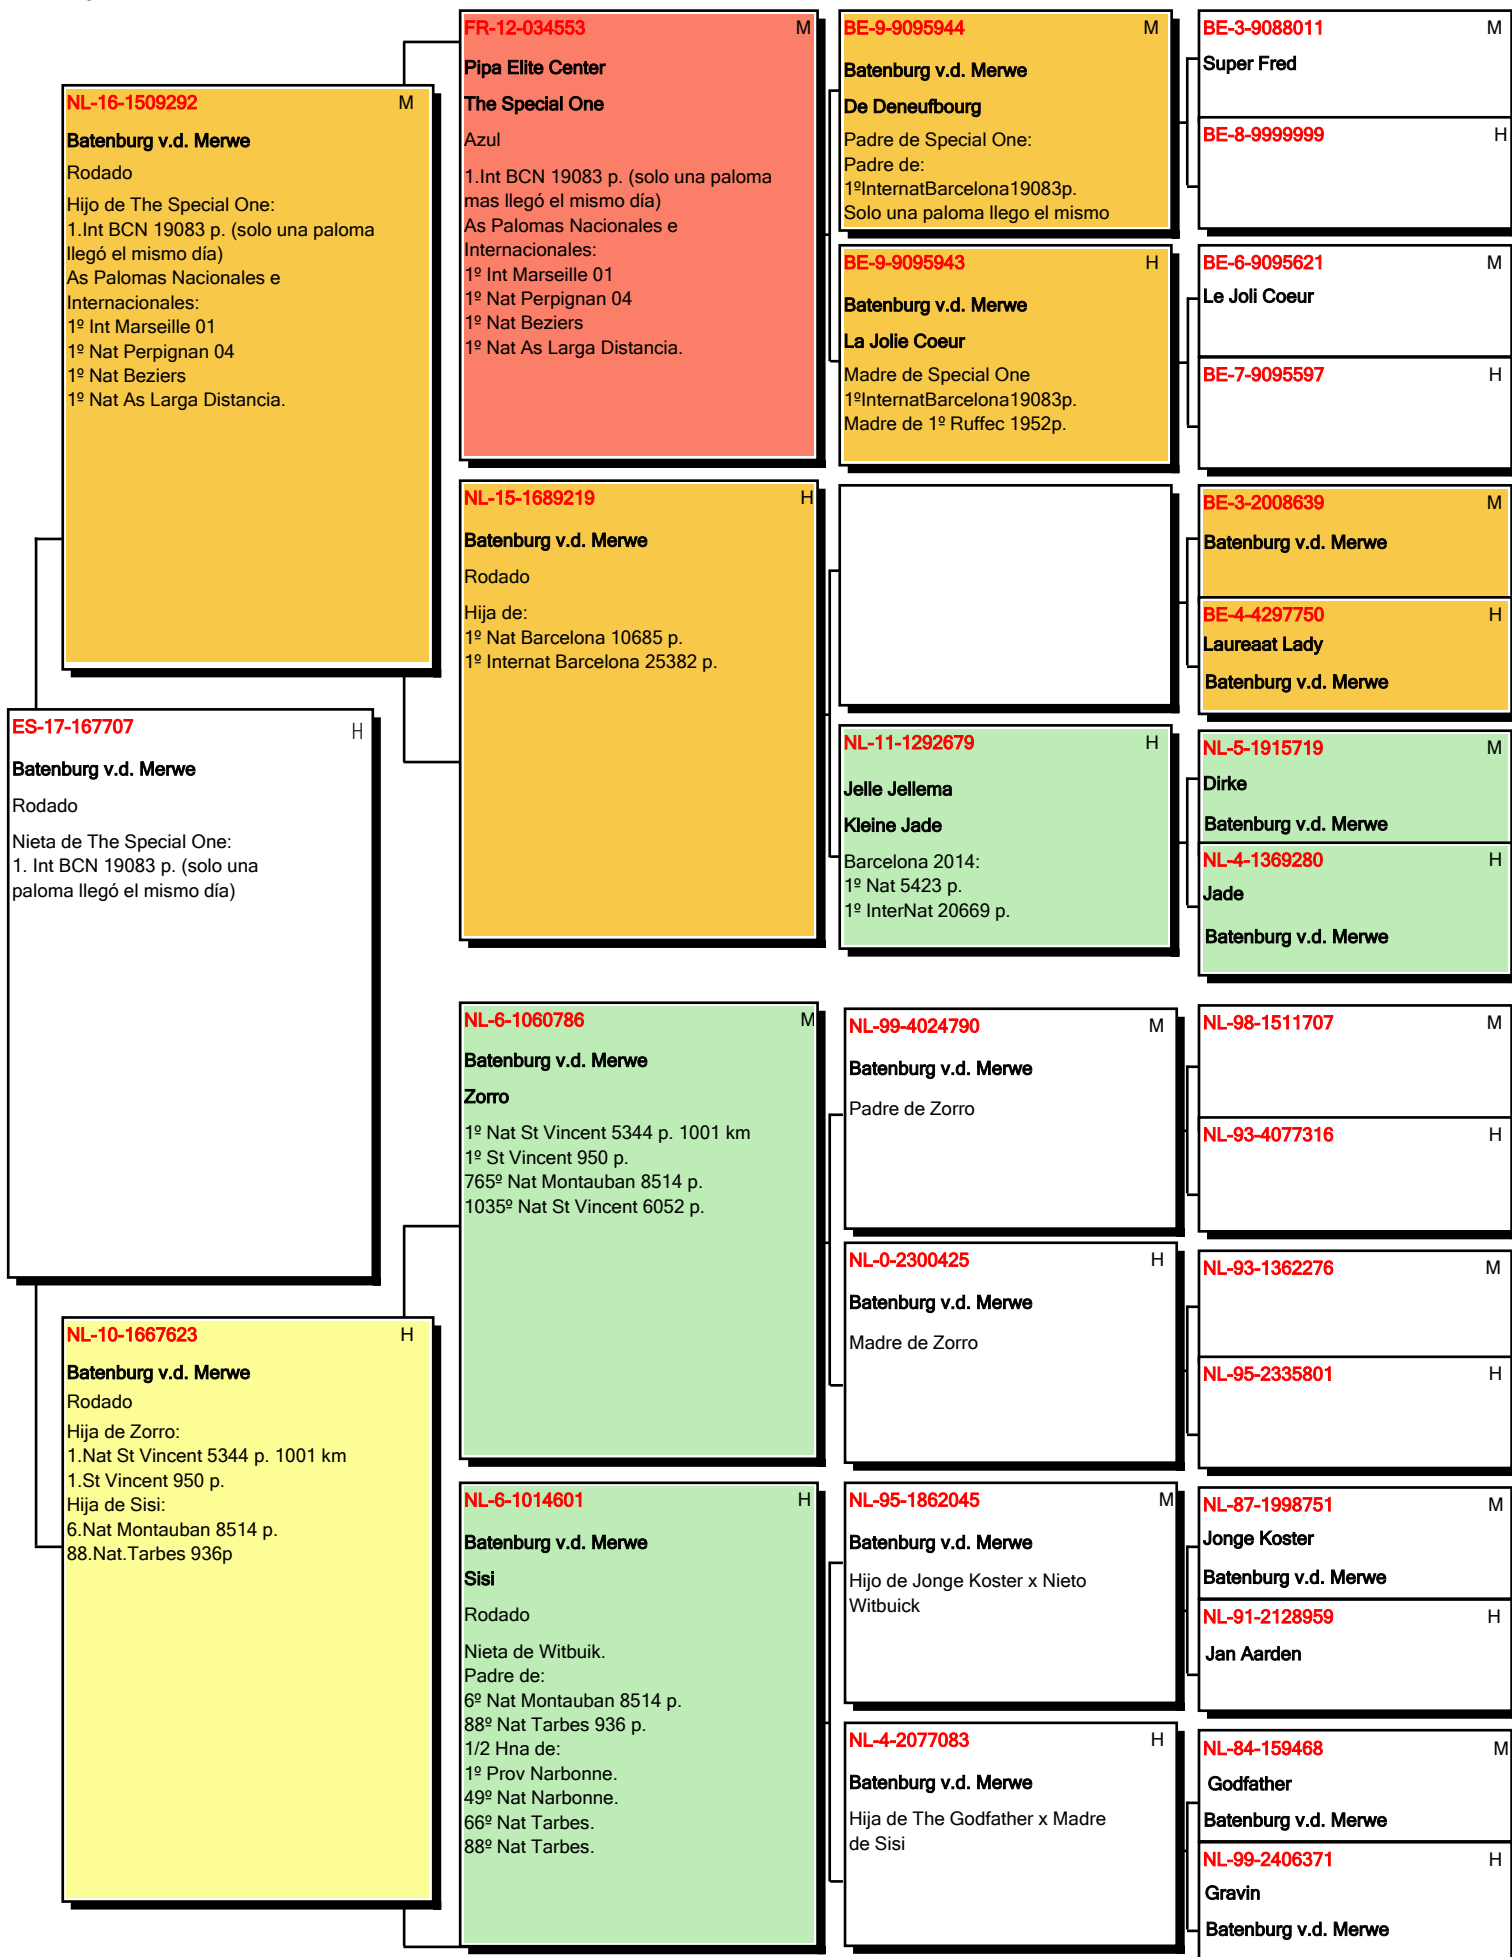 ES-17-167707 H
Batenburg v.d. Merwe
Rodado
Nieta de The Special One:
1. Int BCN 19083 p. (solo una
paloma llegó el mismo día)
NL-16-1509292 M
Batenburg v.d. Merwe
Rodado
Hijo de The Special One:
1.Int BCN 19083 p. (solo una paloma
llegó el mismo día)
As Palomas Nacionales e
Internacionales:
1º Int Marseille 01
1º Nat Perpignan 04
1º Nat Beziers
1º Nat As Larga Distancia.
NL-10-1667623 H
Batenburg v.d. Merwe
Rodado
Hija de Zorro:
1.Nat St Vincent 5344 p. 1001 km
1.St Vincent 950 p.
Hija de Sisi:
6.Nat Montauban 8514 p.
88.Nat.Tarbes 936p
FR-12-034553 M
Pipa Elite Center
The Special One
Azul
1.Int BCN 19083 p. (solo una paloma
mas llegó el mismo día)
As Palomas Nacionales e
Internacionales:
1º Int Marseille 01
1º Nat Perpignan 04
1º Nat Beziers
1º Nat As Larga Distancia.
NL-15-1689219 H
Batenburg v.d. Merwe
Rodado
Hija de:
1º Nat Barcelona 10685 p.
1º Internat Barcelona 25382 p.
NL-6-1060786 M
Batenburg v.d. Merwe
Zorro
1º Nat St Vincent 5344 p. 1001 km
1º St Vincent 950 p.
765º Nat Montauban 8514 p.
1035º Nat St Vincent 6052 p.
NL-6-1014601 H
Batenburg v.d. Merwe
Sisi
Rodado
Nieta de Witbuik.
Padre de:
6º Nat Montauban 8514 p.
88º Nat Tarbes 936 p.
1/2 Hna de:
1º Prov Narbonne.
49º Nat Narbonne.
66º Nat Tarbes.
88º Nat Tarbes.
BE-9-9095944 M
Batenburg v.d. Merwe
De Deneufbourg
Padre de Special One:
Padre de:
1ºInternatBarcelona19083p.
Solo una paloma llego el mismo
BE-9-9095943 H
Batenburg v.d. Merwe
La Jolie Coeur
Madre de Special One
1ºInternatBarcelona19083p.
Madre de 1º Ruffec 1952p.
NL-11-1292679 H
Jelle Jellema
Kleine Jade
Barcelona 2014:
1º Nat 5423 p.
1º InterNat 20669 p.
NL-99-4024790 M
Batenburg v.d. Merwe
Padre de Zorro
NL-0-2300425 H
Batenburg v.d. Merwe
Madre de Zorro
NL-95-1862045 M
Batenburg v.d. Merwe
Hijo de Jonge Koster x Nieto
Witbuick
NL-4-2077083 H
Batenburg v.d. Merwe
Hija de The Godfather x Madre
de Sisi
BE-3-9088011 M
Super Fred
BE-8-9999999 H
BE-6-9095621 M
Le Joli Coeur
BE-7-9095597 H
BE-3-2008639 M
Batenburg v.d. Merwe
BE-4-4297750 H
Laureaat Lady
Batenburg v.d. Merwe
NL-5-1915719 M
Dirke
Batenburg v.d. Merwe
NL-4-1369280 H
Jade
Batenburg v.d. Merwe
NL-98-1511707 M
NL-93-4077316 H
NL-93-1362276 M
NL-95-2335801 H
NL-87-1998751 M
Jonge Koster
Batenburg v.d. Merwe
NL-91-2128959 H
Jan Aarden
NL-84-159468 M
Godfather
Batenburg v.d. Merwe
NL-99-2406371 H
Gravin
Batenburg v.d. Merwe